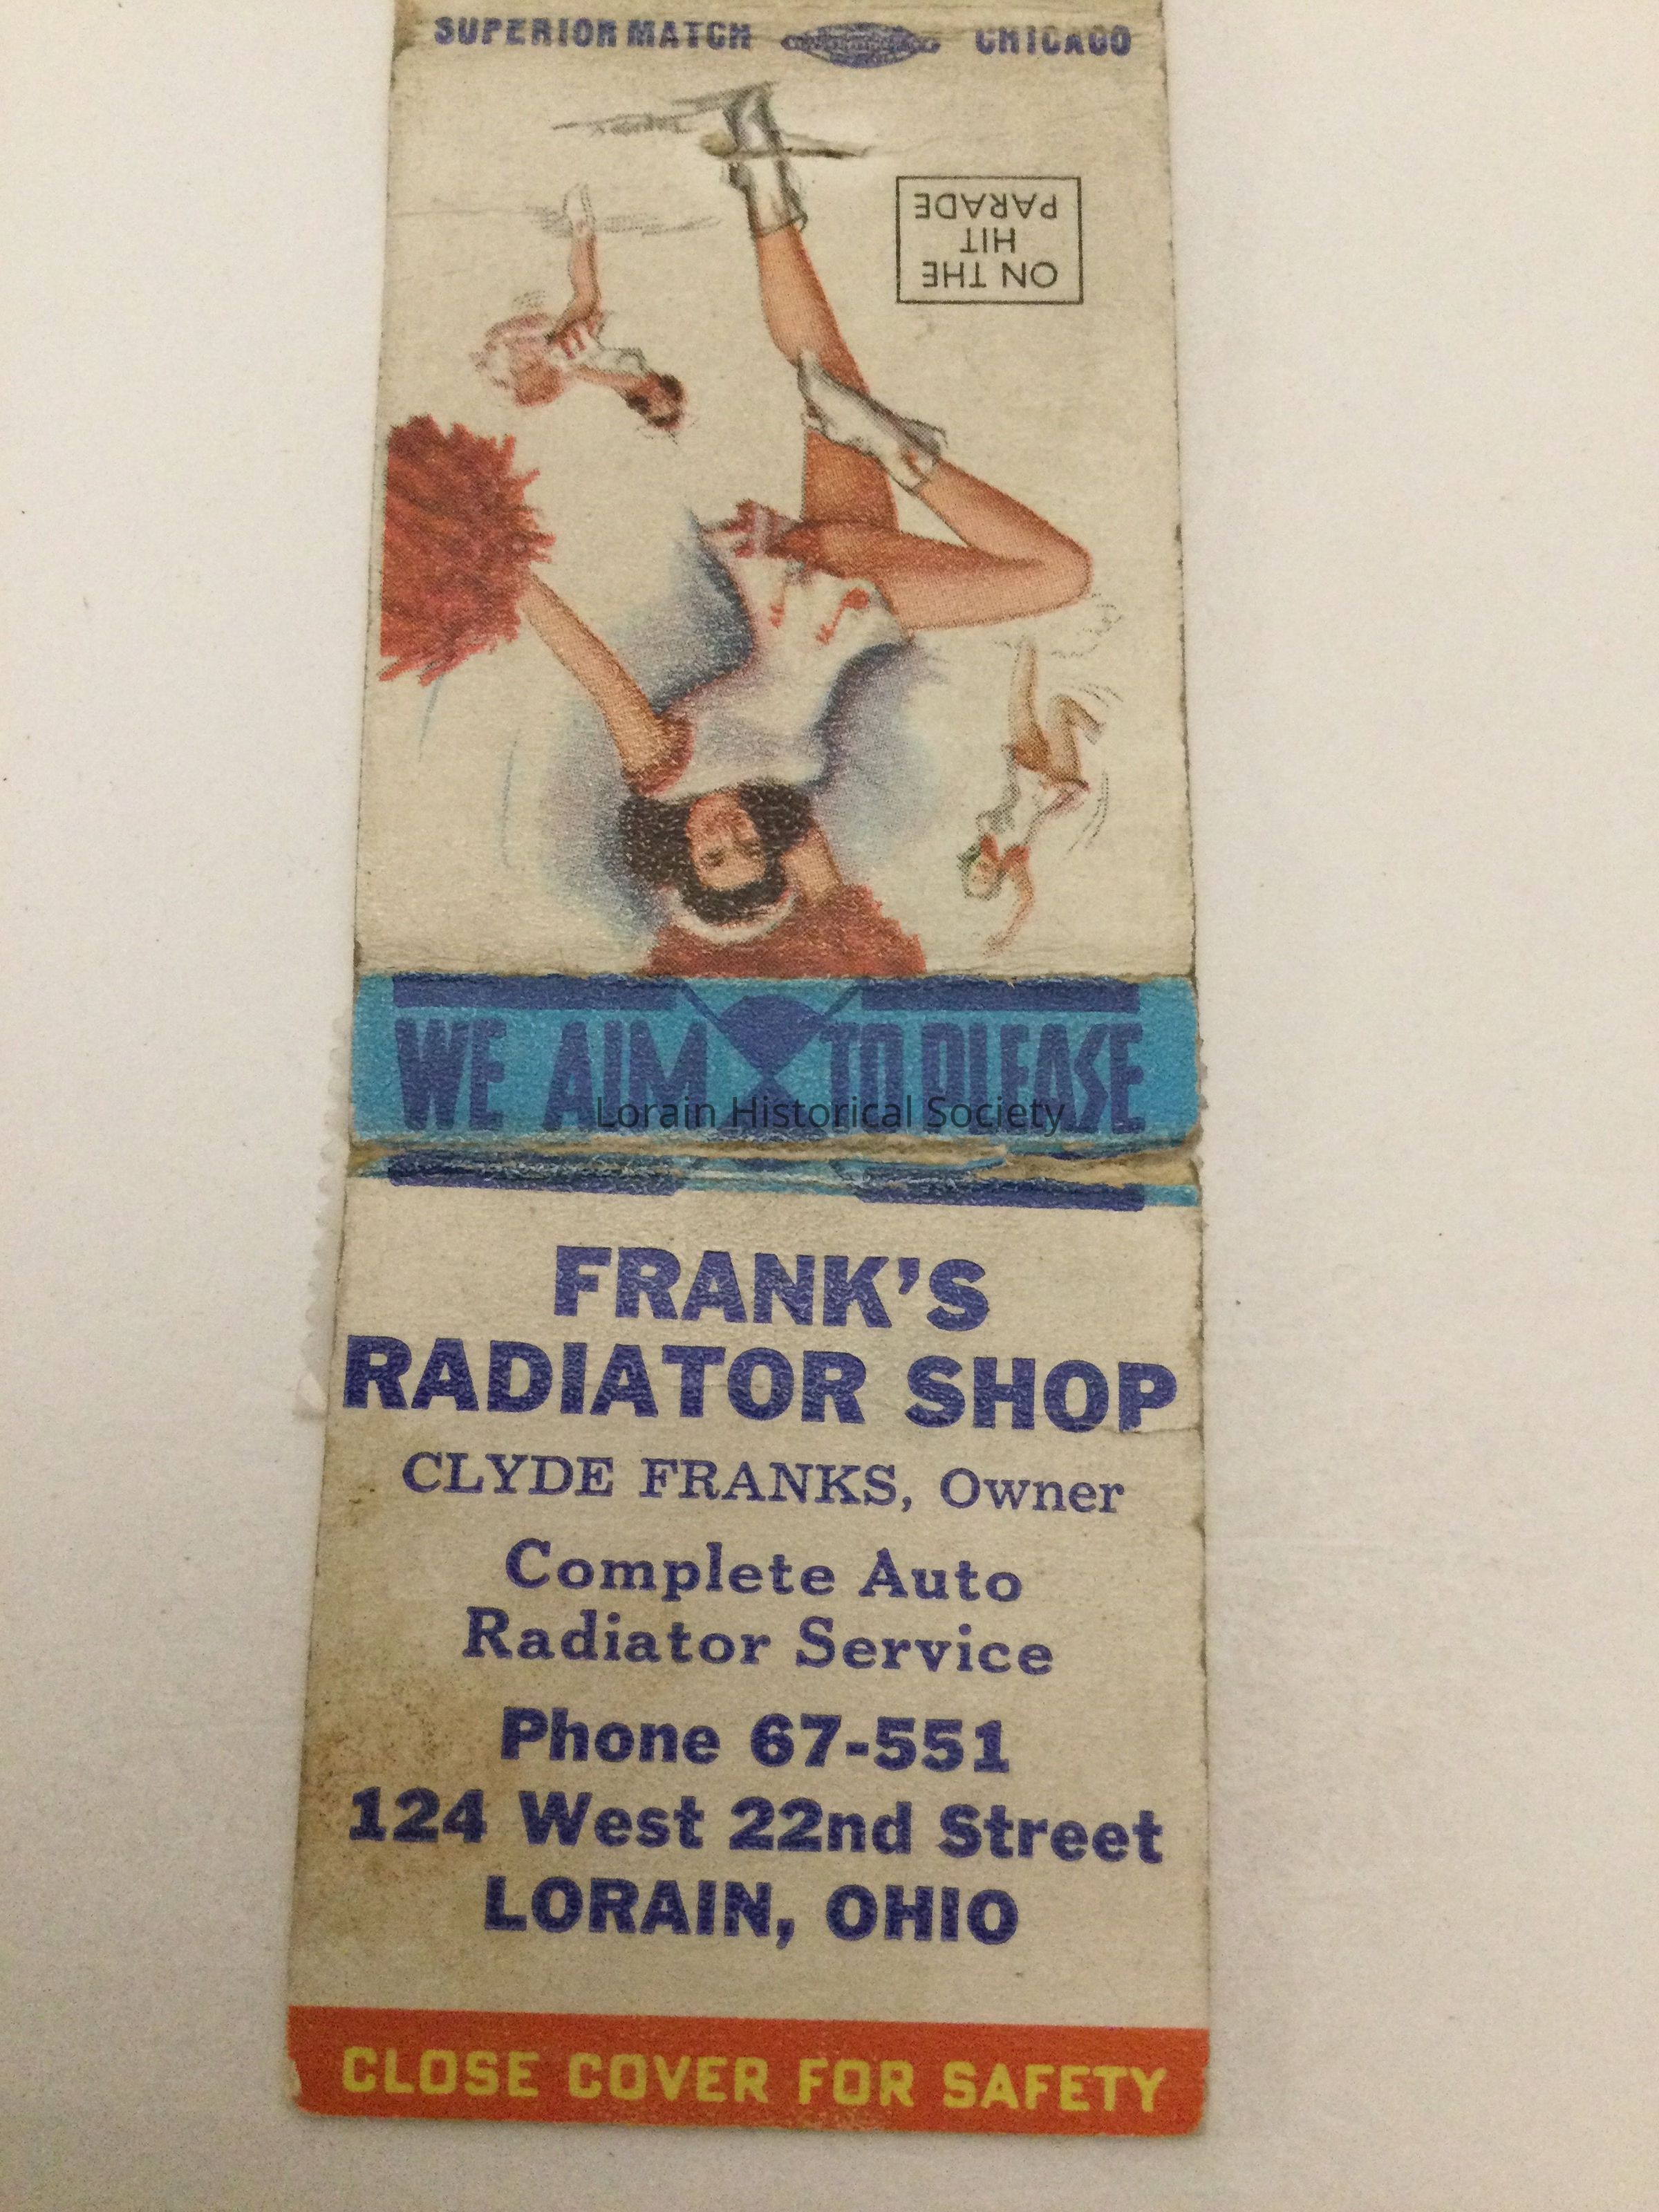 SUPERIOR MATCH CHICAGO
ON THE
HIT
PARADE
WE AIM TO PLEASE
Lorain Historical Society
FRANK'S
RADIATOR SHOP
CLYDE FRANKS, Owner
Complete Auto
Radiator Service
Phone 67-551
124 West 22nd Street
LORAIN, OHIO
CLOSE COVER FOR SAFETY